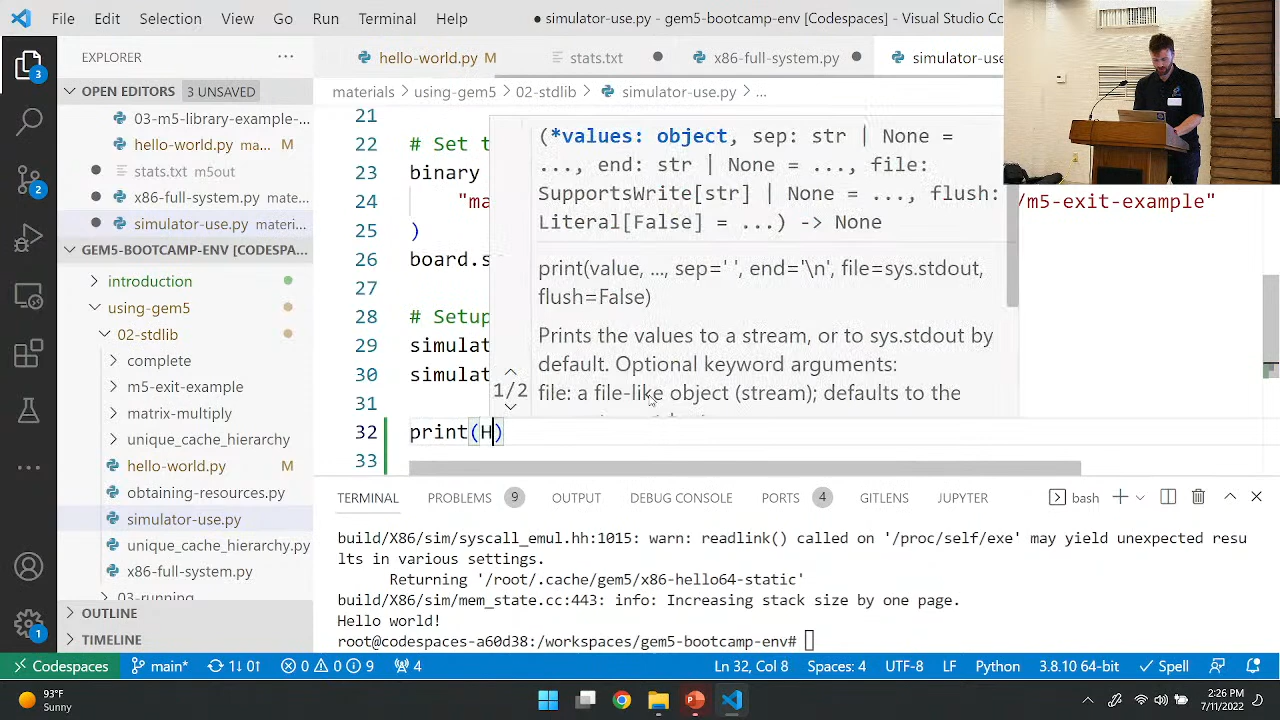 File Edit Selection View Go Run Terminal Help
● simulator-use.py - gem5-bootcamp-env [Codespaces] - Visual Studio Co
EXPLORER
hello-world.py M
stats.txt
x86-full-system.py
simulator-use
OPEN EDITORS 3 UNSAVED
materials > using-gem5 > 02-stdlib > simulator-use.py > ...
03-m5-library-example-...
hello-world.py ma... M
stats.txt m5out
x86-full-system.py mate...
simulator-use.py materi...
GEM5-BOOTCAMP-ENV [CODESPA...
introduction
using-gem5
02-stdlib
complete
m5-exit-example
matrix-multiply
unique_cache_hierarchy
hello-world.py M
obtaining-resources.py
simulator-use.py
unique_cache_hierarchy.py
x86-full-system.py
03-running
OUTLINE
TIMELINE
21
22 # Set t
23 binary
24 "ma /m5-exit-example"
25 )
26 board.s
27
28 # Setup
29 simulat
30 simulat
31
32 print(H)
33
(*values: object, sep: str | None =
..., end: str | None = ..., file:
SupportsWrite[str] | None = ..., flush:
Literal[False] = ...) -> None
print(value, ..., sep=' ', end='\n', file=sys.stdout,
flush=False)
Prints the values to a stream, or to sys.stdout by
default. Optional keyword arguments:
file: a file-like object (stream); defaults to the
1/2
TERMINAL PROBLEMS 9 OUTPUT DEBUG CONSOLE PORTS 4 GITLENS JUPYTER
bash
build/X86/sim/syscall_emul.hh:1015: warn: readlink() called on '/proc/self/exe' may yield unexpected resu
lts in various settings.
Returning '/root/.cache/gem5/x86-hello64-static'
build/X86/sim/mem_state.cc:443: info: Increasing stack size by one page.
Hello world!
root@codespaces-a60d38:/workspaces/gem5-bootcamp-env#
3
2
1
Codespaces main* 1↓ 0↑ 0 0 9 4
Ln 32, Col 8 Spaces: 4 UTF-8 LF Python 3.8.10 64-bit Spell
93°F
Sunny
2:26 PM
7/11/2022